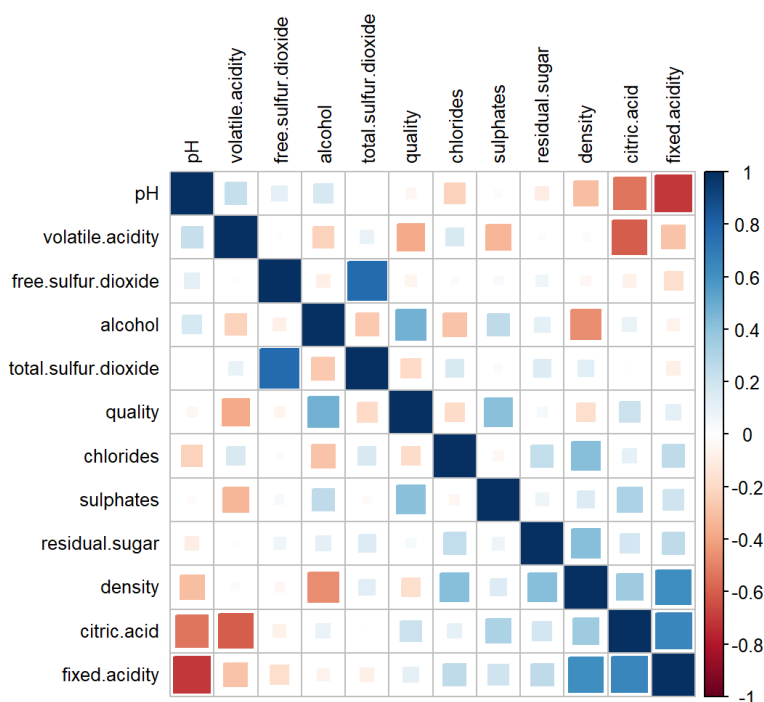 pH
volatile.acidity
free.sulfur.dioxide
alcohol
total.sulfur.dioxide
quality
chlorides
sulphates
residual.sugar
density
citric.acid
fixed.acidity
pH
volatile.acidity
free.sulfur.dioxide
alcohol
total.sulfur.dioxide
quality
chlorides
sulphates
residual.sugar
density
citric.acid
fixed.acidity
1
0.8
0.6
0.4
0.2
0
-0.2
-0.4
-0.6
-0.8
-1